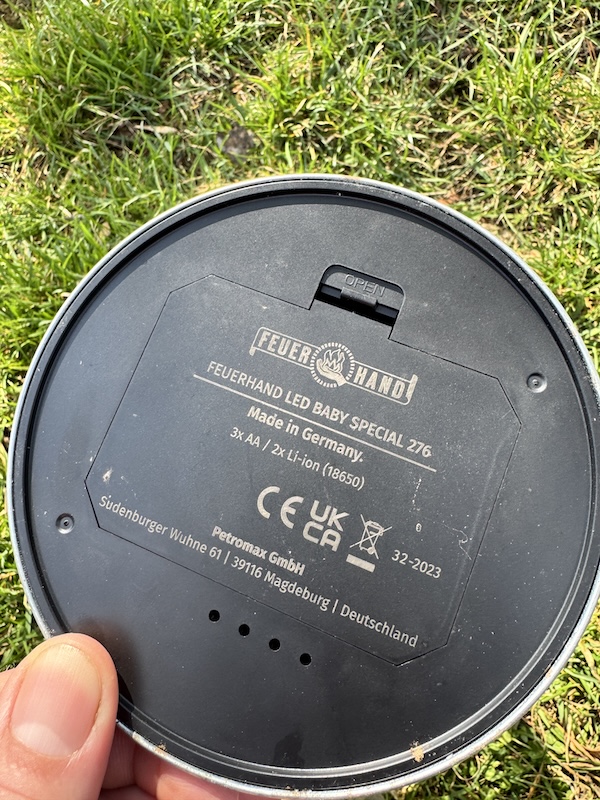 OPEN
FEUER HAND
FEUERHAND LED BABY SPECIAL 276
Made in Germany.
3x AA / 2x Li-ion (18650)
CE UK CA 32-2023
Petromax GmbH
Sudenburger Wuhne 61 | 39116 Magdeburg | Deutschland